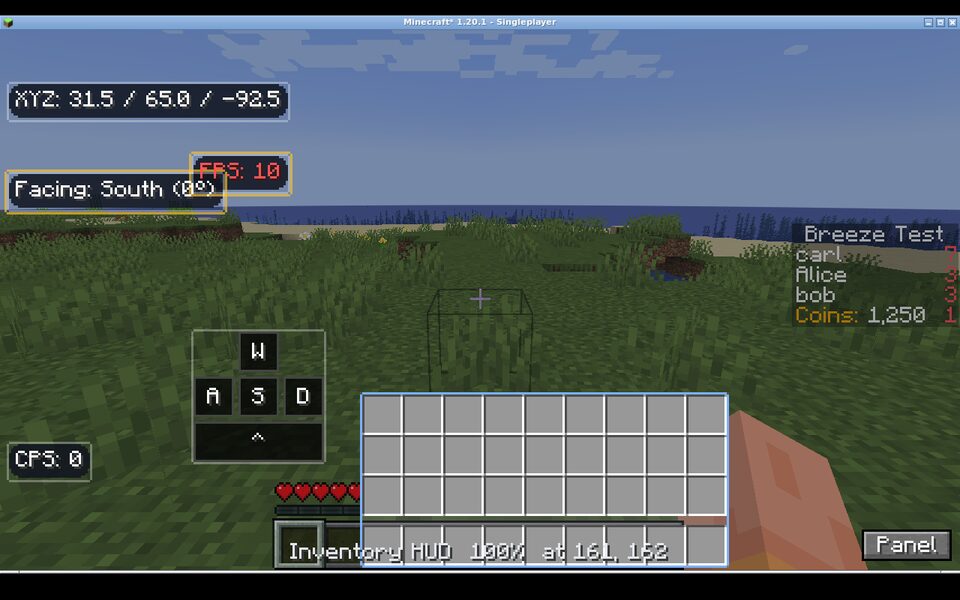 Minecraft* 1.20.1 - Singleplayer
XYZ: 31.5 / 65.0 / -92.5
FPS: 10
Facing: South (0°)
Breeze Test
carl
Alice 3
bob 3
Coins: 1,250 1
W
A S D
^
CPS: 0
Inventory HUD 100% at 161, 162
Panel